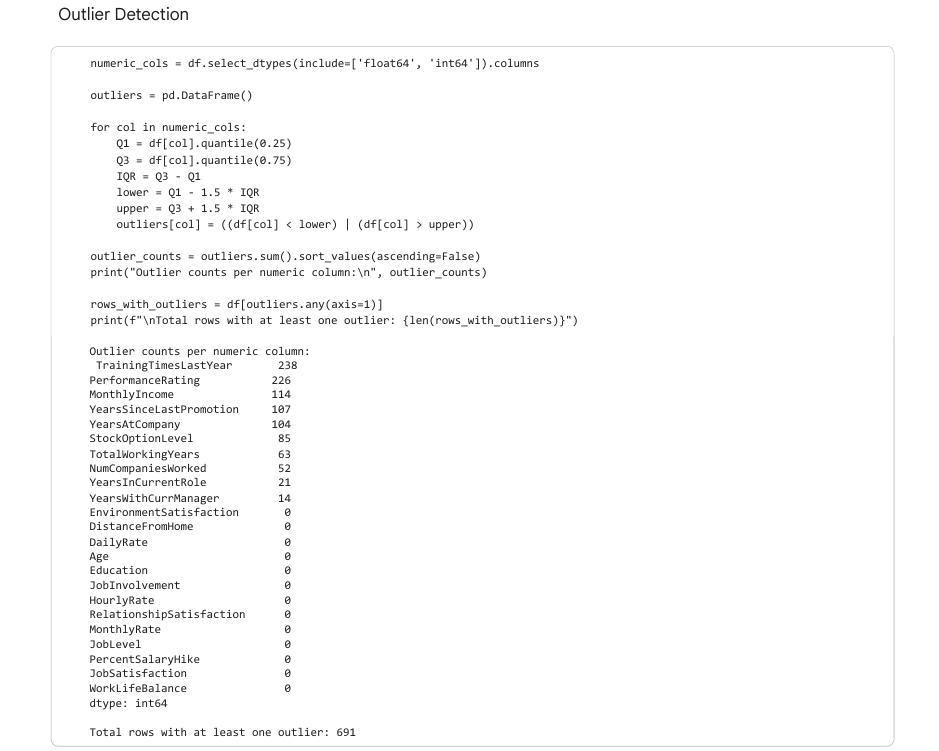 Outlier Detection
numeric_cols = df.select_dtypes(include=['float64', 'int64']).columns
outliers = pd.DataFrame()
for col in numeric_cols:
    Q1 = df[col].quantile(0.25)
    Q3 = df[col].quantile(0.75)
    IQR = Q3 - Q1
    lower = Q1 - 1.5 * IQR
    upper = Q3 + 1.5 * IQR
    outliers[col] = ((df[col] < lower) | (df[col] > upper))
outlier_counts = outliers.sum().sort_values(ascending=False)
print("Outlier counts per numeric column:\n", outlier_counts)
rows_with_outliers = df[outliers.any(axis=1)]
print(f"\nTotal rows with at least one outlier: {len(rows_with_outliers)}")
Outlier counts per numeric column:
 TrainingTimesLastYear       238
PerformanceRating           226
MonthlyIncome               114
YearsSinceLastPromotion     107
YearsAtCompany              104
StockOptionLevel             85
TotalWorkingYears            63
NumCompaniesWorked           52
YearsInCurrentRole           21
YearsWithCurrManager         14
EnvironmentSatisfaction       0
DistanceFromHome              0
DailyRate                     0
Age                           0
Education                     0
JobInvolvement                0
HourlyRate                    0
RelationshipSatisfaction      0
MonthlyRate                   0
JobLevel                      0
PercentSalaryHike             0
JobSatisfaction               0
WorkLifeBalance               0
dtype: int64
Total rows with at least one outlier: 691